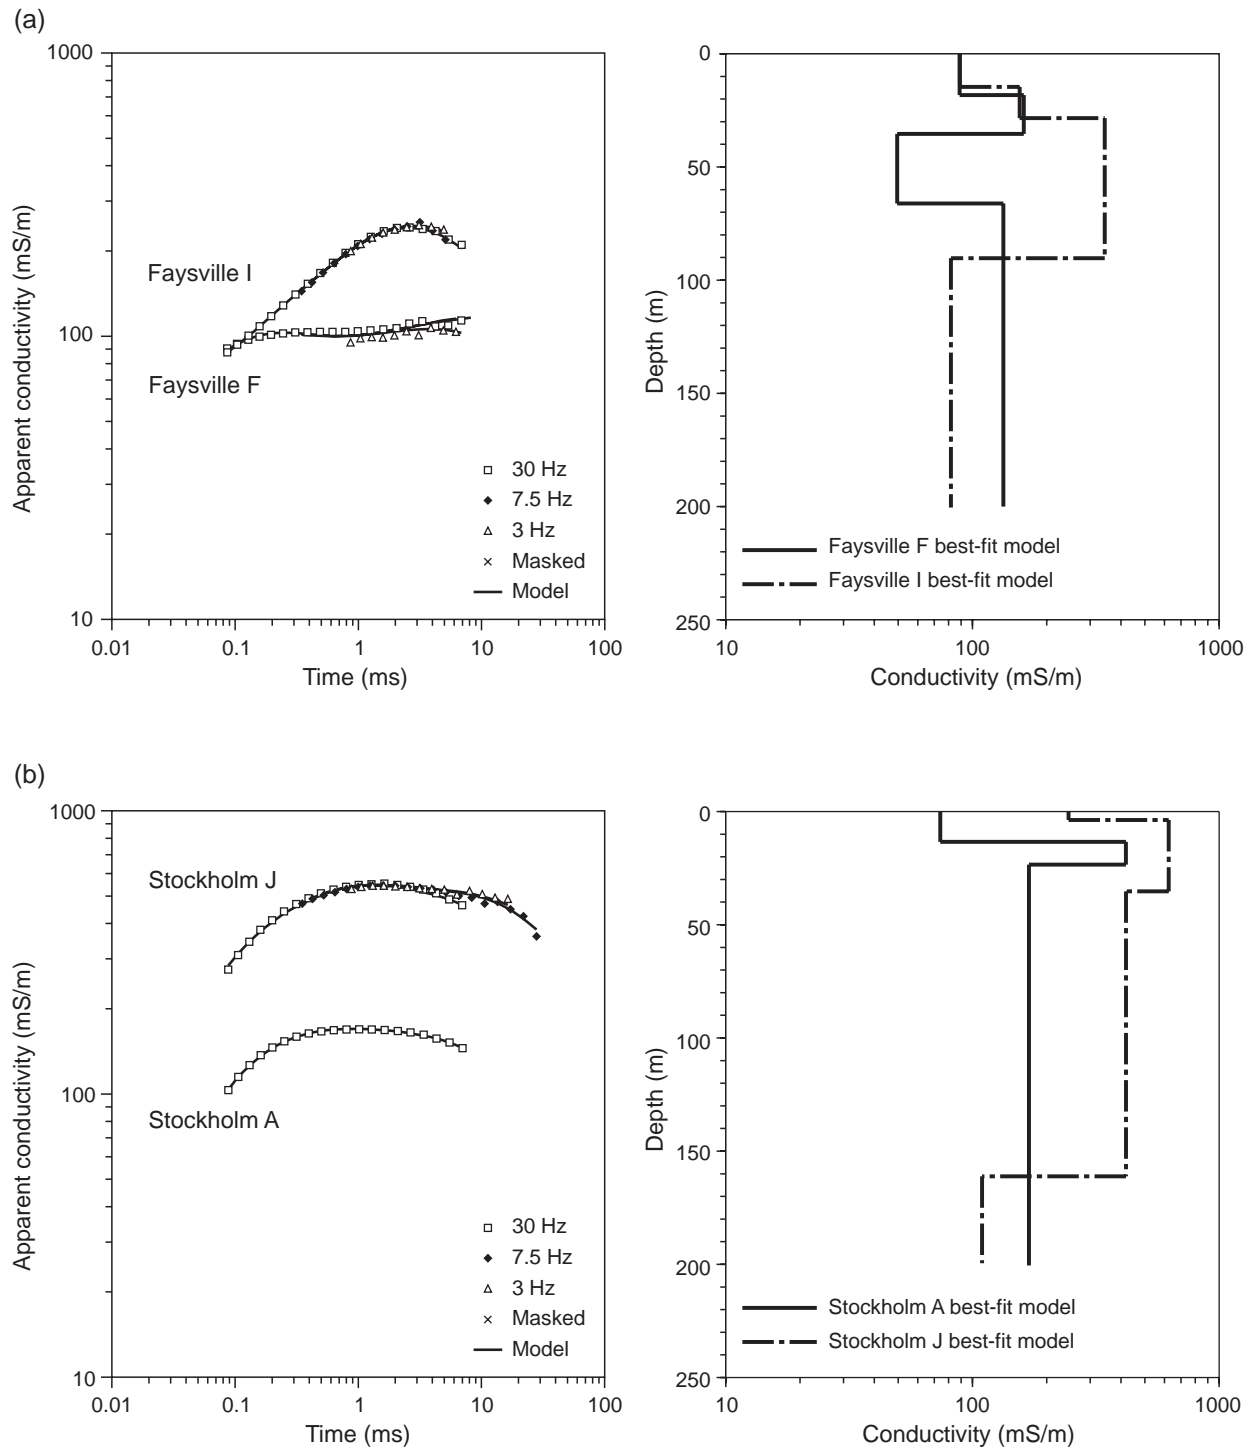 (a)
1000
100
10
0.01
0.1
1
10
100
Apparent conductivity (mS/m)
Time (ms)
Faysville I
Faysville F
30 Hz
7.5 Hz
3 Hz
Masked
Model
0
50
100
150
200
250
10
100
1000
Depth (m)
Conductivity (mS/m)
Faysville F best-fit model
Faysville I best-fit model
(b)
1000
100
10
0.01
0.1
1
10
100
Apparent conductivity (mS/m)
Time (ms)
Stockholm J
Stockholm A
30 Hz
7.5 Hz
3 Hz
Masked
Model
0
50
100
150
200
250
10
100
1000
Depth (m)
Conductivity (mS/m)
Stockholm A best-fit model
Stockholm J best-fit model